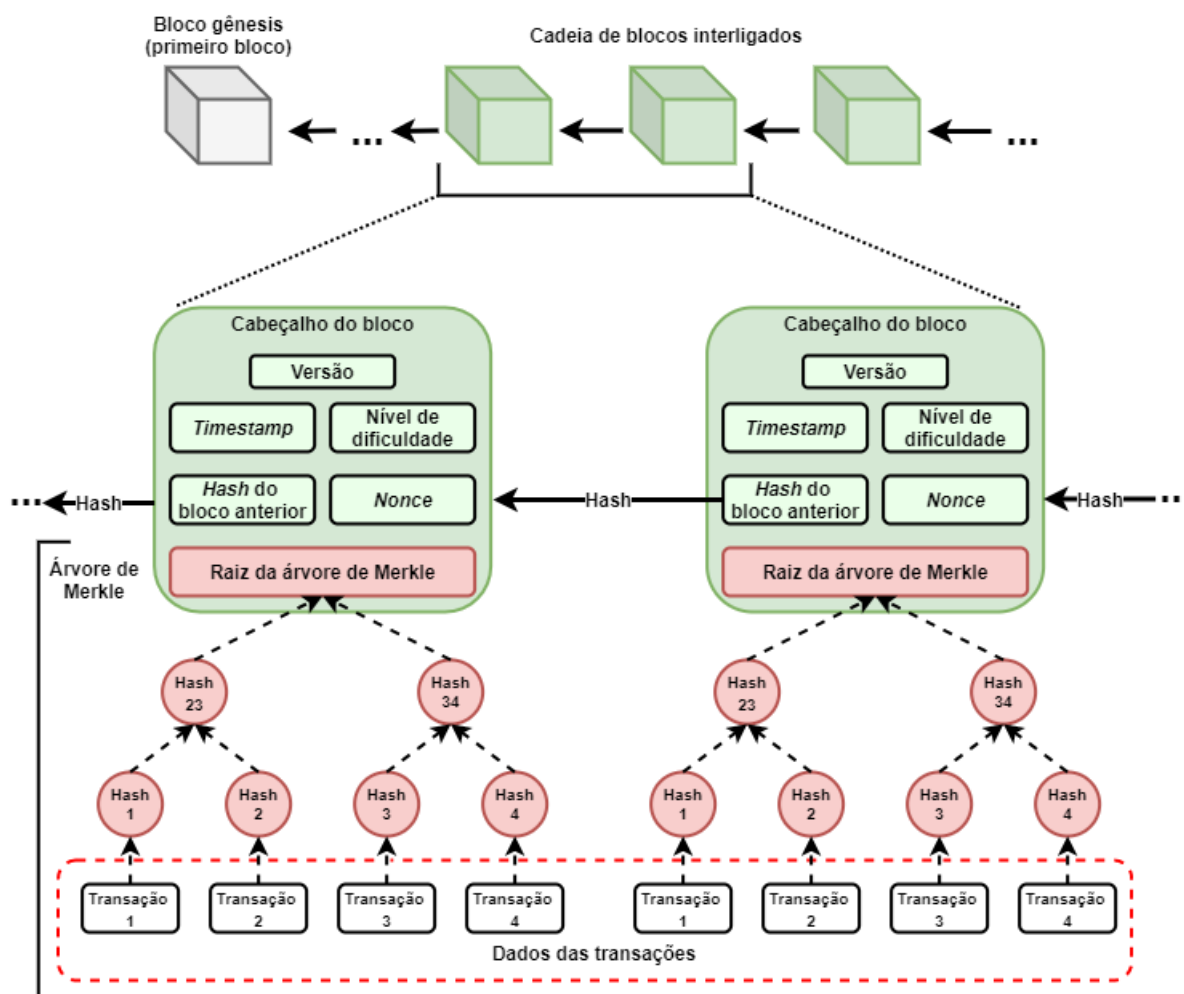 Bloco gênesis
(primeiro bloco)
Cadeia de blocos interligados
...
...
Cabeçalho do bloco
Versão
Timestamp
Nível de
dificuldade
Hash do
bloco anterior
Nonce
Raiz da árvore de Merkle
Cabeçalho do bloco
Versão
Timestamp
Nível de
dificuldade
Hash do
bloco anterior
Nonce
Raiz da árvore de Merkle
...
Hash
Hash
Hash
..
Árvore de
Merkle
Hash
23
Hash
34
Hash
23
Hash
34
Hash
1
Hash
2
Hash
3
Hash
4
Hash
1
Hash
2
Hash
3
Hash
4
Transação
1
Transação
2
Transação
3
Transação
4
Transação
1
Transação
2
Transação
3
Transação
4
Dados das transações